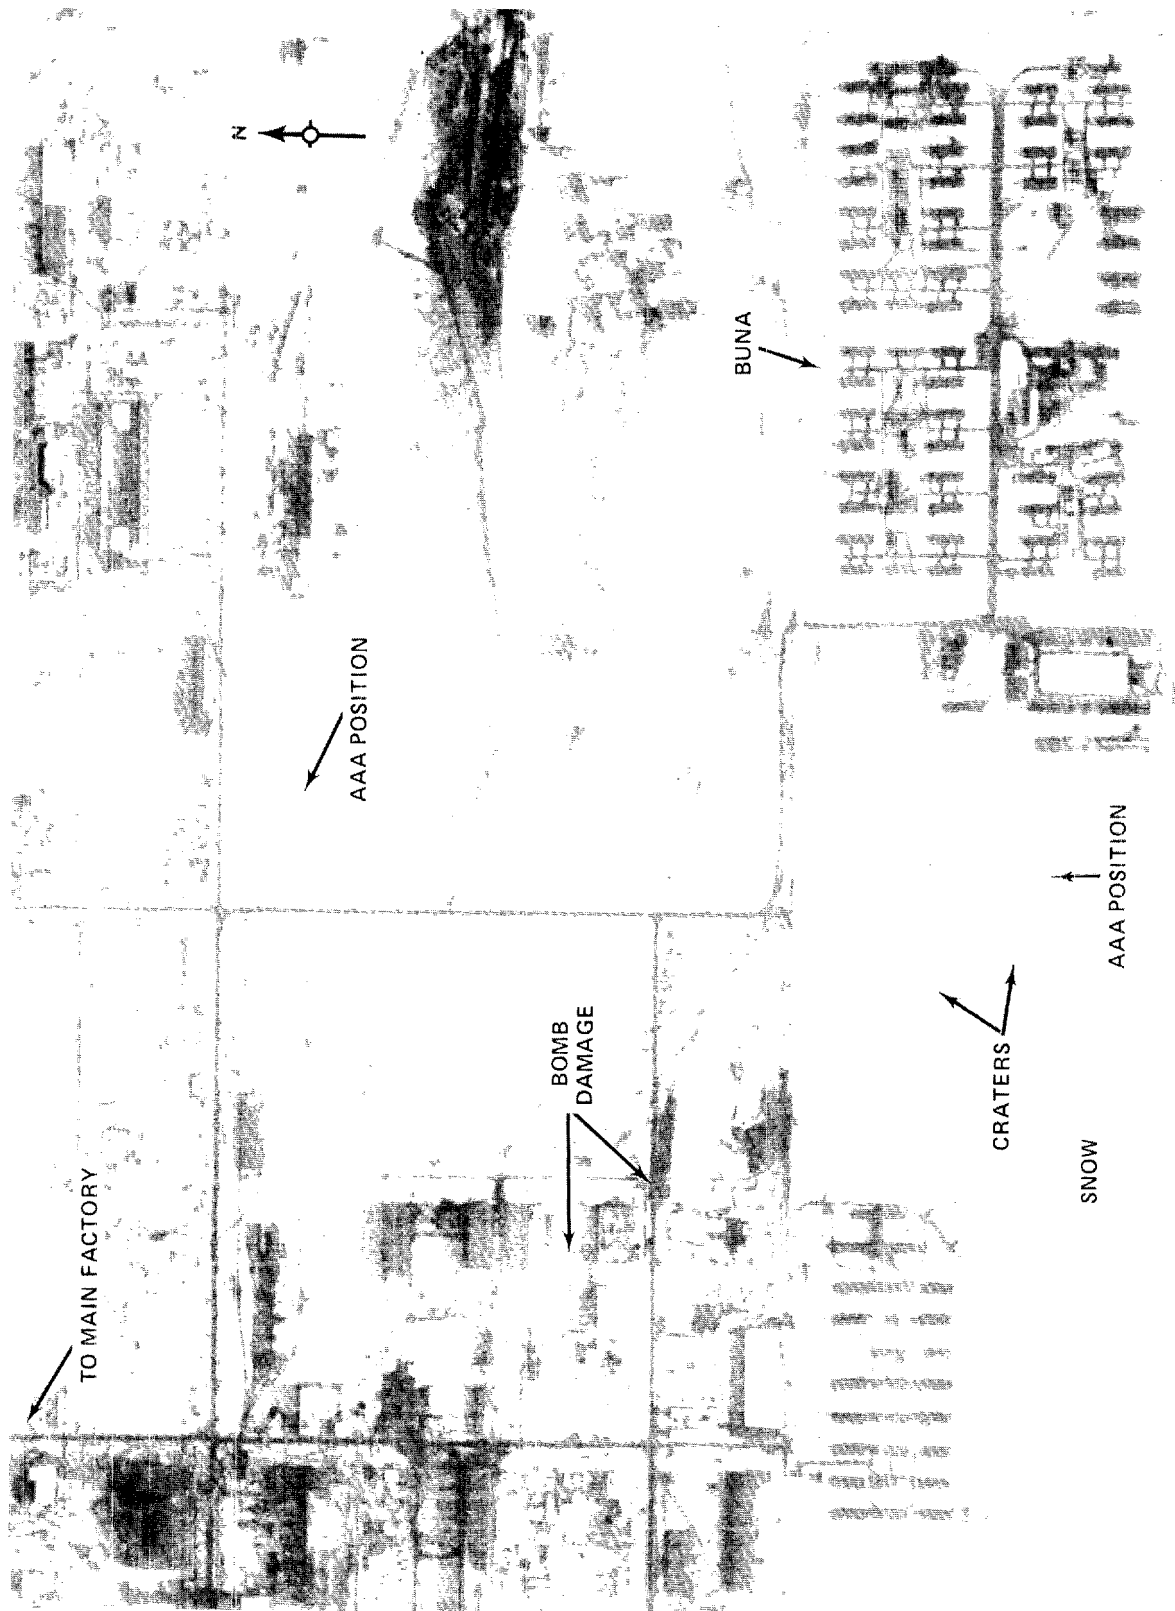 N
BUNA
AAA POSITION
AAA POSITION
BOMB
DAMAGE
CRATERS
SNOW
TO MAIN FACTORY